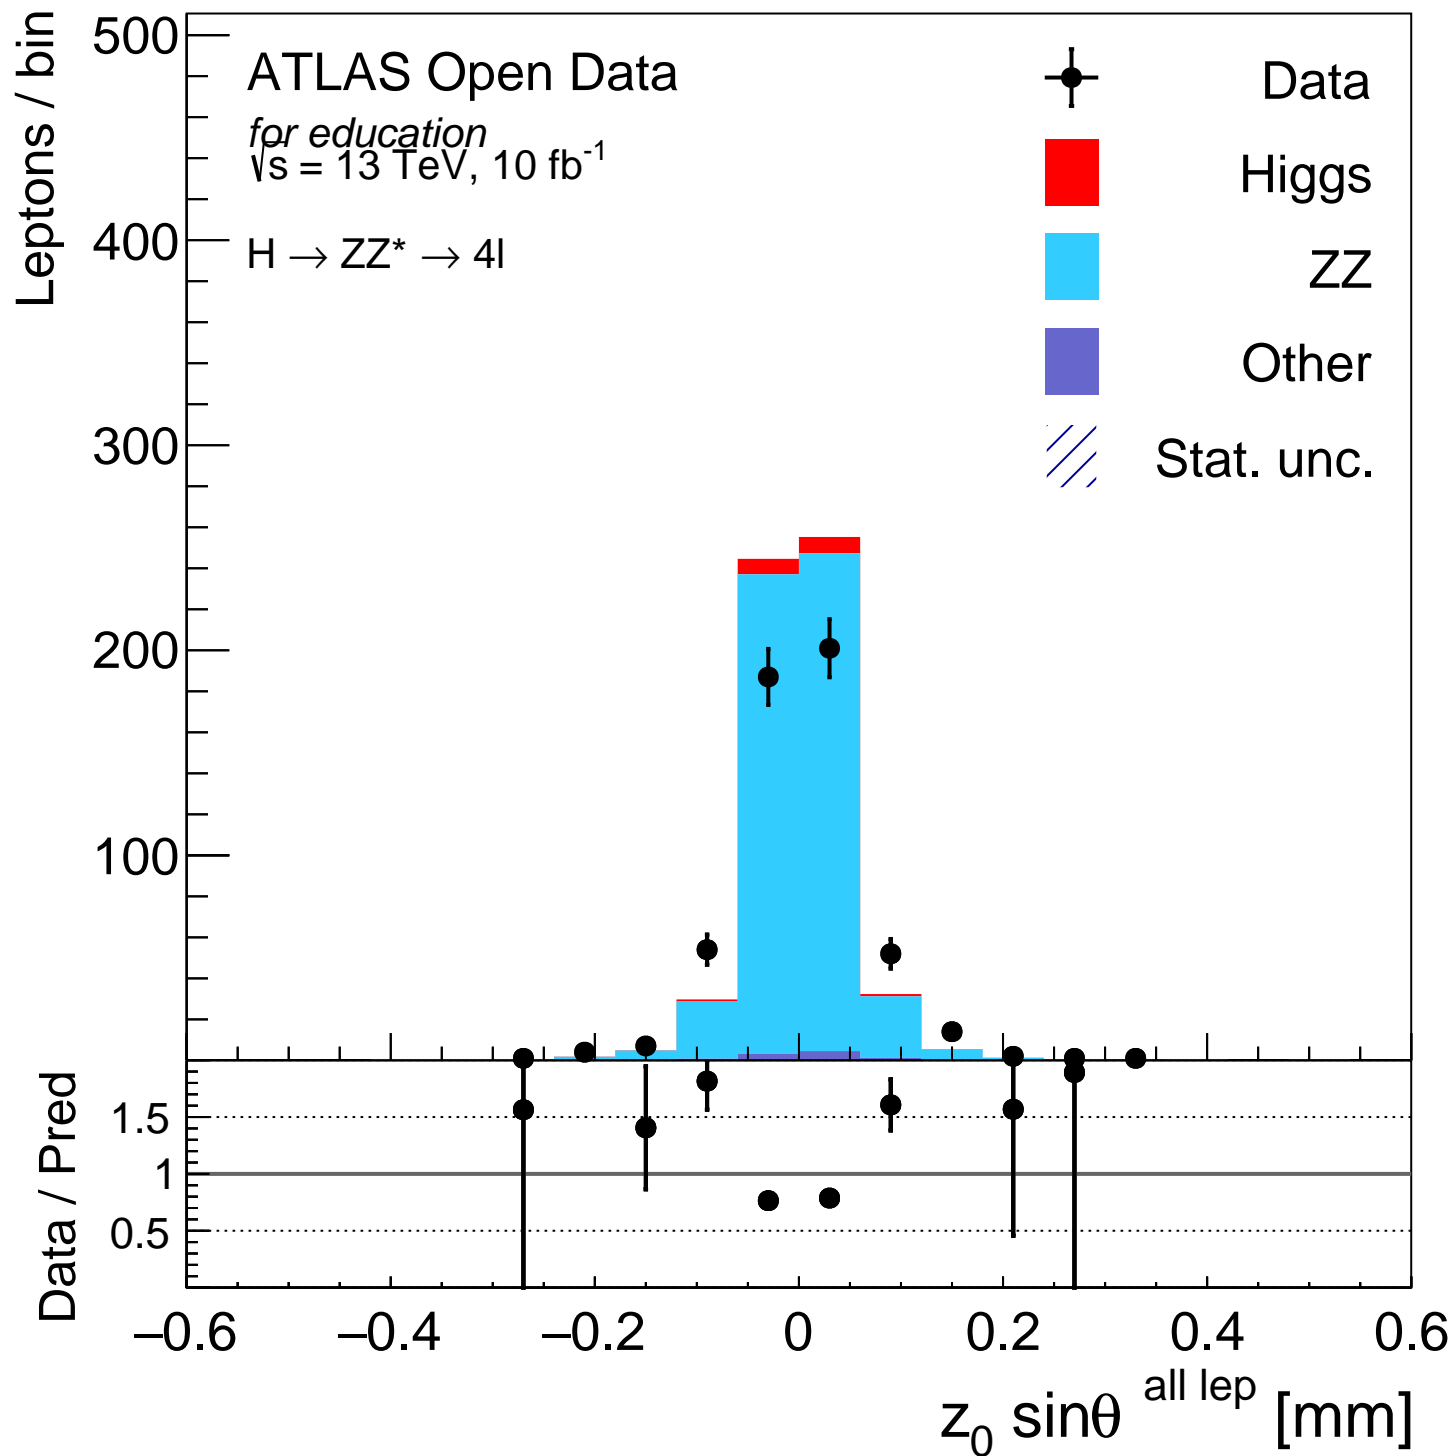 Leptons / bin
500
400
300
200
100
ATLAS Open Data
for education
√s = 13 TeV, 10 fb⁻¹
H → ZZ* → 4l
Data
Higgs
ZZ
Other
Stat. unc.
Data / Pred
1.5
1
0.5
−0.6 −0.4 −0.2 0 0.2 0.4 0.6
z₀ sinθ all lep [mm]